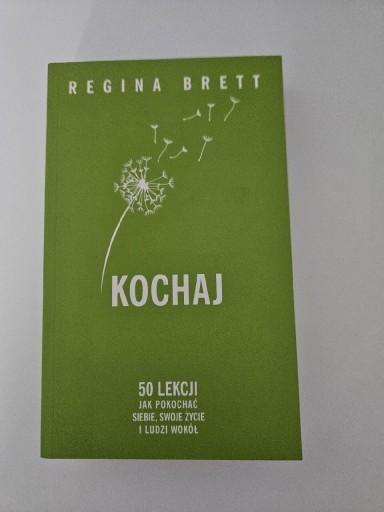 REGINA BRETT
KOCHAJ
50 LEKCJI
JAK POKOCHAĆ
SIEBIE, SWOJE ŻYCIE
I LUDZI WOKÓŁ